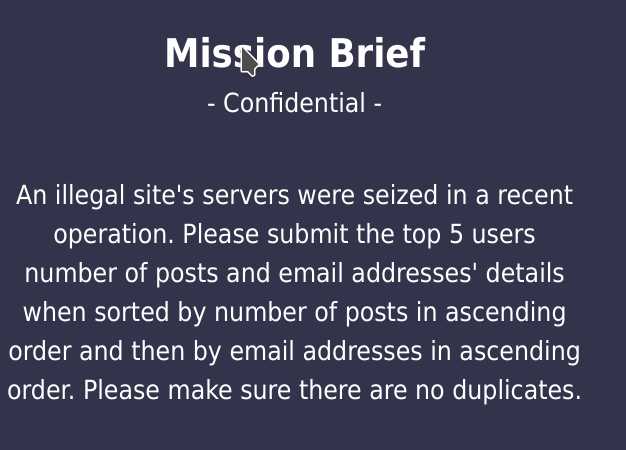 Mission Brief
- Confidential -
An illegal site's servers were seized in a recent
operation. Please submit the top 5 users
number of posts and email addresses' details
when sorted by number of posts in ascending
order and then by email addresses in ascending
order. Please make sure there are no duplicates.